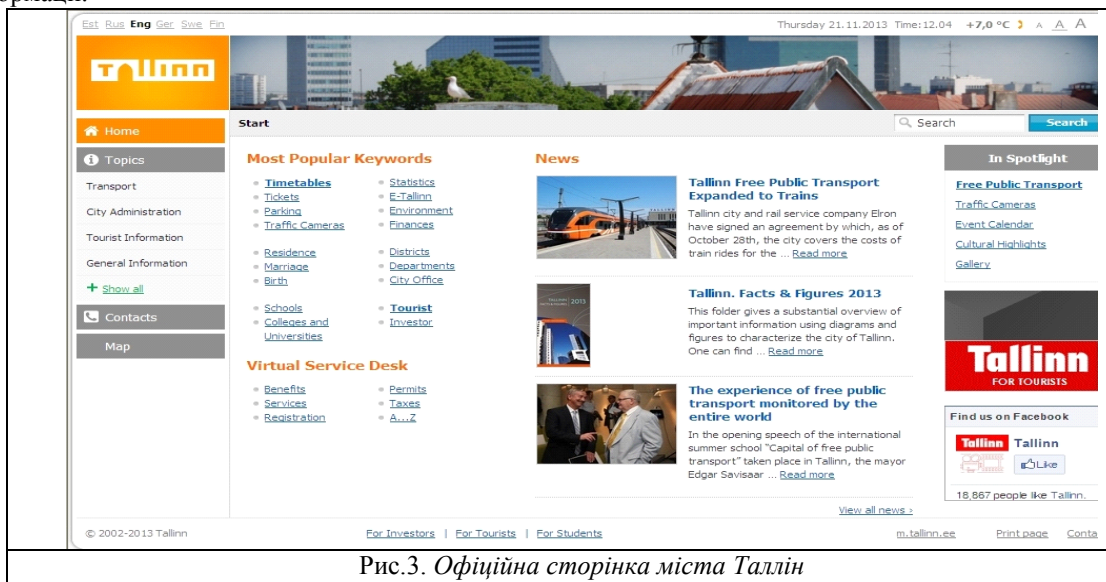 ормації.
Est Rus Eng Ger Swe Fin
Thursday 21.11.2013 Time:12.04 +7,0 °C A A A
Tallinn
Home
Start
Search
Search
Topics
Transport
City Administration
Tourist Information
General Information
+ Show all
Contacts
Map
Most Popular Keywords
Timetables
Tickets
Parking
Traffic Cameras
Residence
Marriage
Birth
Schools
Colleges and
Universities
Statistics
E-Tallinn
Environment
Finances
Districts
Departments
City Office
Tourist
Investor
Virtual Service Desk
Benefits
Services
Registration
Permits
Taxes
A...Z
News
Tallinn Free Public Transport
Expanded to Trains
Tallinn city and rail service company Elron
have signed an agreement by which, as of
October 28th, the city covers the costs of
train rides for the ... Read more
2013
Tallinn. Facts & Figures 2013
This folder gives a substantial overview of
important information using diagrams and
figures to characterize the city of Tallinn.
One can find ... Read more
The experience of free public
transport monitored by the
entire world
In the opening speech of the international
summer school "Capital of free public
transport" taken place in Tallinn, the mayor
Edgar Savisaar ... Read more
View all news ›
In Spotlight
Free Public Transport
Traffic Cameras
Event Calendar
Cultural Highlights
Gallery
Tallinn
FOR TOURISTS
Find us on Facebook
Tallinn Tallinn
Like
18,867 people like Tallinn.
© 2002-2013 Tallinn
For Investors | For Tourists | For Students
m.tallinn.ee Print page Conta
Рис.3. Офіційна сторінка міста Таллін